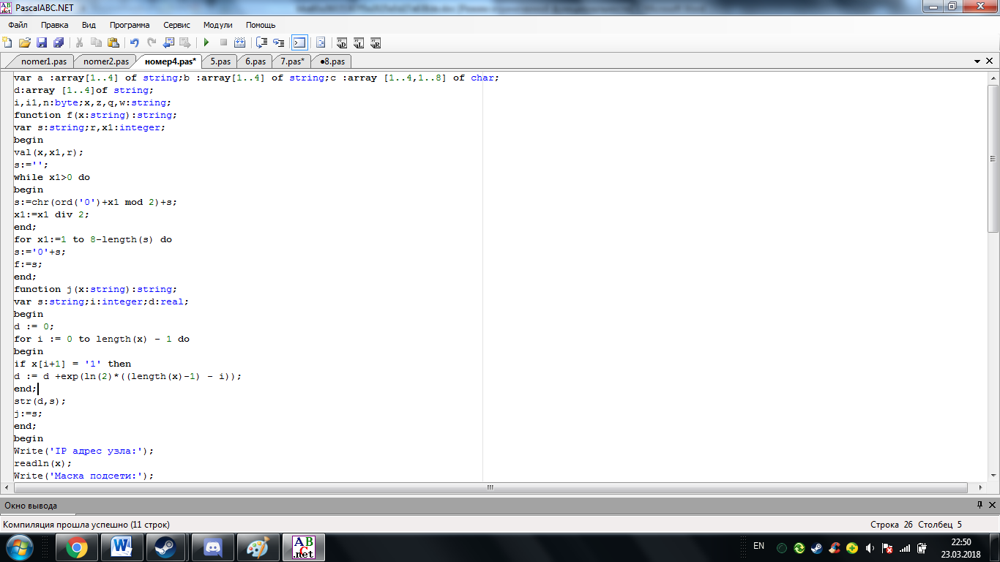 PascalABC.NET
Файл Правка Вид Программа Сервис Модули Помощь
nomer1.pas nomer2.pas номер4.pas* 5.pas 6.pas 7.pas* ●8.pas
var a :array[1..4] of string;b :array[1..4] of string;c :array [1..4,1..8] of char;
d:array [1..4]of string;
i,i1,n:byte;x,z,q,w:string;
function f(x:string):string;
var s:string;r,x1:integer;
begin
val(x,x1,r);
s:='';
while x1>0 do
begin
s:=chr(ord('0')+x1 mod 2)+s;
x1:=x1 div 2;
end;
for x1:=1 to 8-length(s) do
s:='0'+s;
f:=s;
end;
function j(x:string):string;
var s:string;i:integer;d:real;
begin
d := 0;
for i := 0 to length(x) - 1 do
begin
if x[i+1] = '1' then
d := d +exp(ln(2)*((length(x)-1) - i));
end;
str(d,s);
j:=s;
end;
begin
Write('IP адрес узла:');
readln(x);
Write('Маска подсети:');
Окно вывода
Компиляция прошла успешно (11 строк) Строка 26 Столбец 5
EN 22:50
23.03.2018